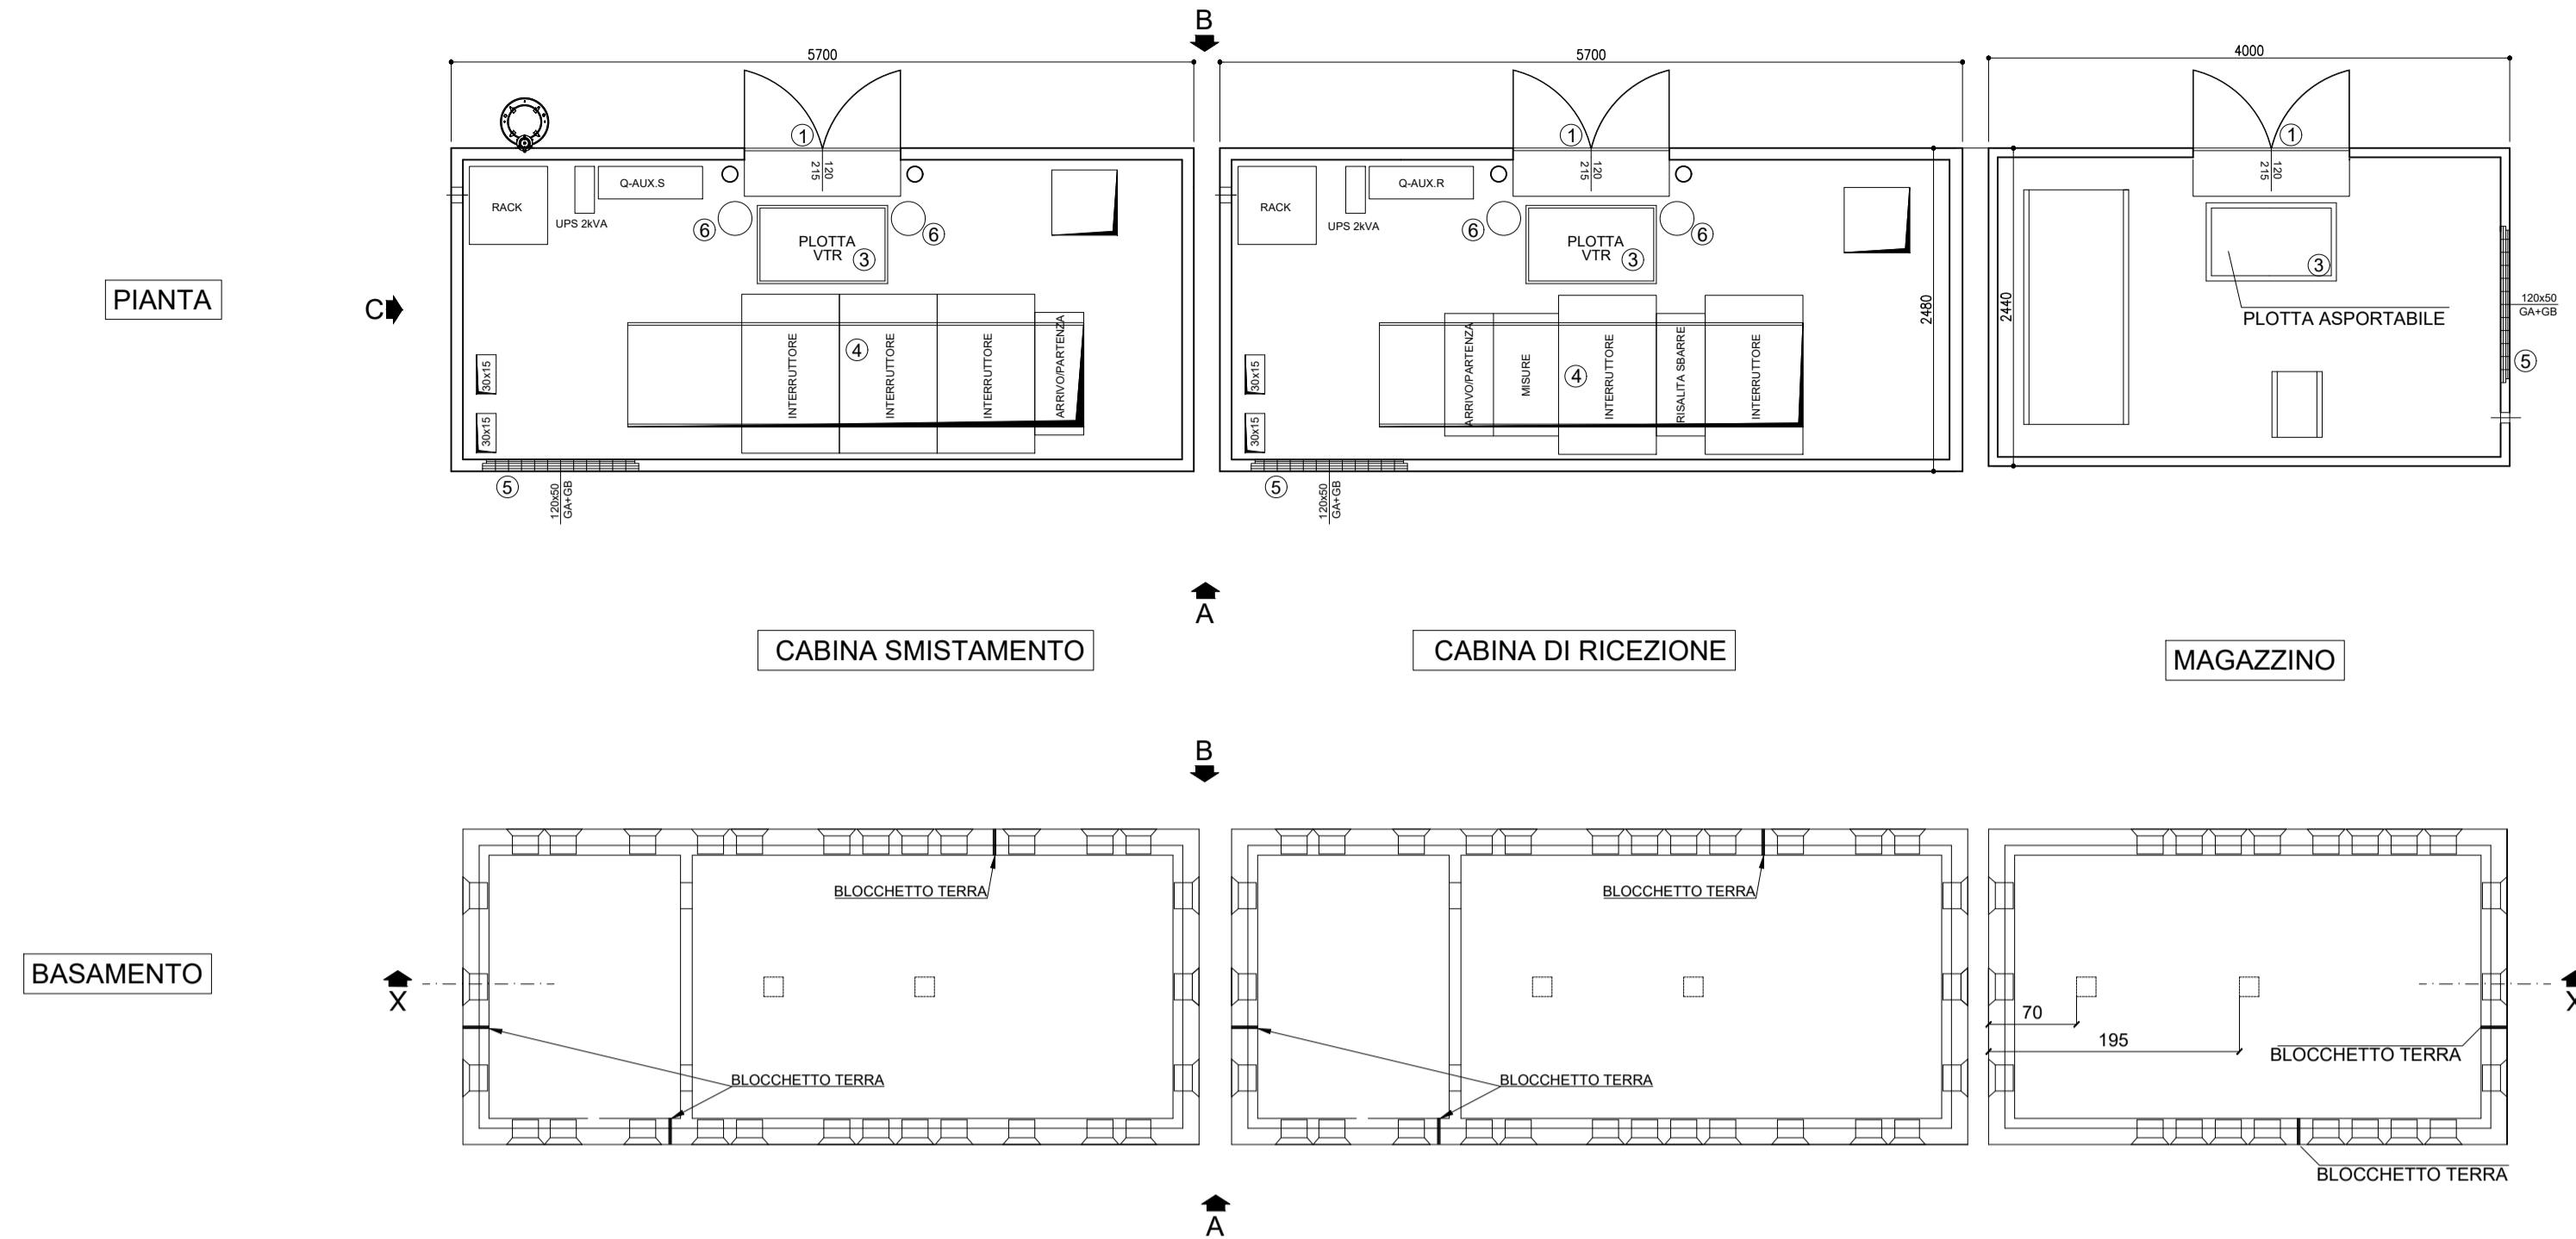 B
5700
5700
4000
1
120
215
1
120
215
1
120
215
RACK
UPS 2kVA
Q-AUX.S
6
6
PLOTTA
VTR
3
RACK
UPS 2kVA
Q-AUX.R
6
6
PLOTTA
VTR
3
3
PLOTTA ASPORTABILE
PIANTA
C
INTERRUTTORE
4
INTERRUTTORE
INTERRUTTORE
ARRIVO/PARTENZA
30x15
30x15
5
120x50
GA+GB
ARRIVO/PARTENZA
MISURE
4
INTERRUTTORE
RISALITA SBARRE
INTERRUTTORE
30x15
30x15
5
120x50
GA+GB
2480
2440
120x50
GA+GB
5
A
CABINA SMISTAMENTO
CABINA DI RICEZIONE
MAGAZZINO
B
BLOCCHETTO TERRA
BLOCCHETTO TERRA
BASAMENTO
X
X
70
195
BLOCCHETTO TERRA
BLOCCHETTO TERRA
BLOCCHETTO TERRA
BLOCCHETTO TERRA
A